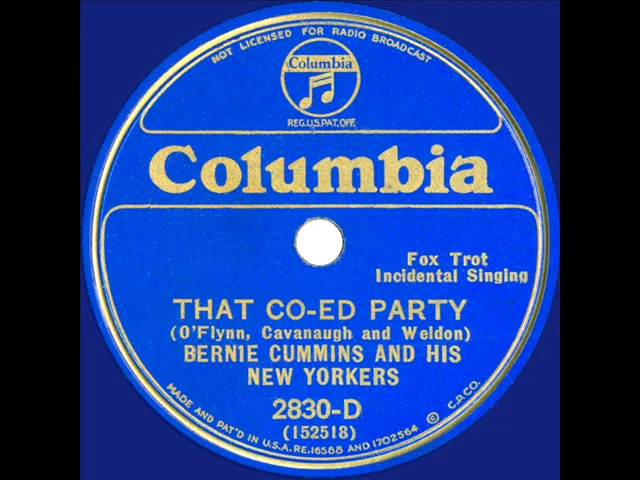 NOT LICENSED FOR RADIO BROADCAST
Columbia
REG.U.S.PAT.OFF.
Columbia
Fox Trot
Incidental Singing
THAT CO-ED PARTY
(O'Flynn, Cavanaugh and Weldon)
BERNIE CUMMINS AND HIS
NEW YORKERS
2830-D
(152518)
MADE AND PAT'D IN U.S.A. RE.16588 AND 1702564 © C.P.CO.